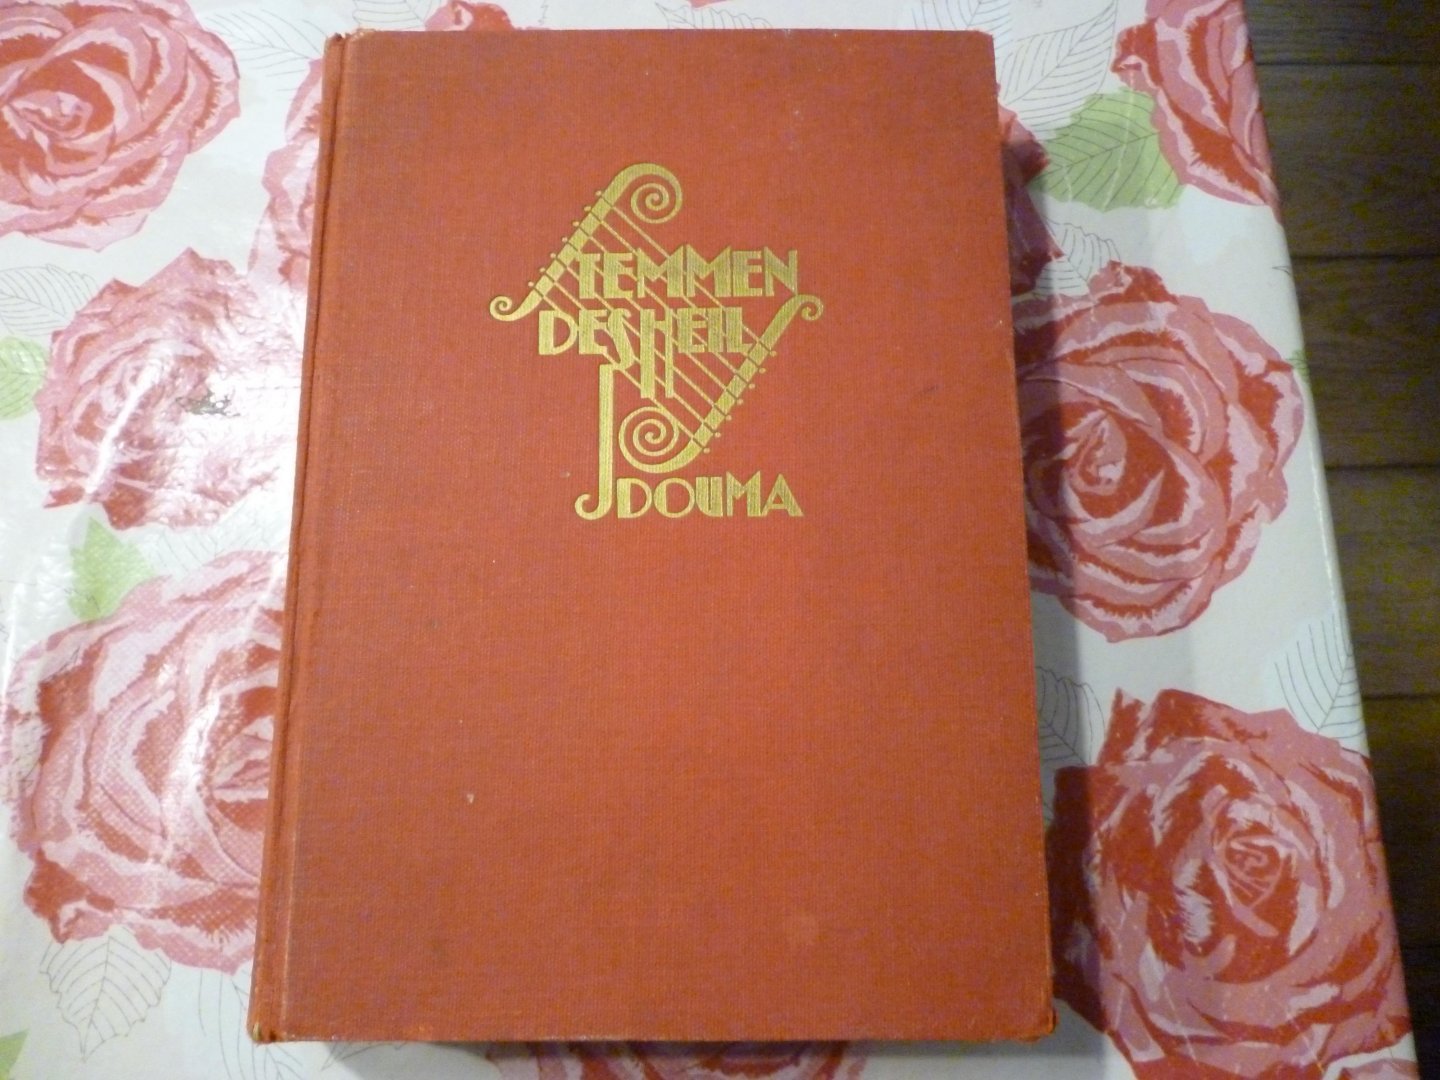 STEMMEN
DES HEILS
J DOUMA